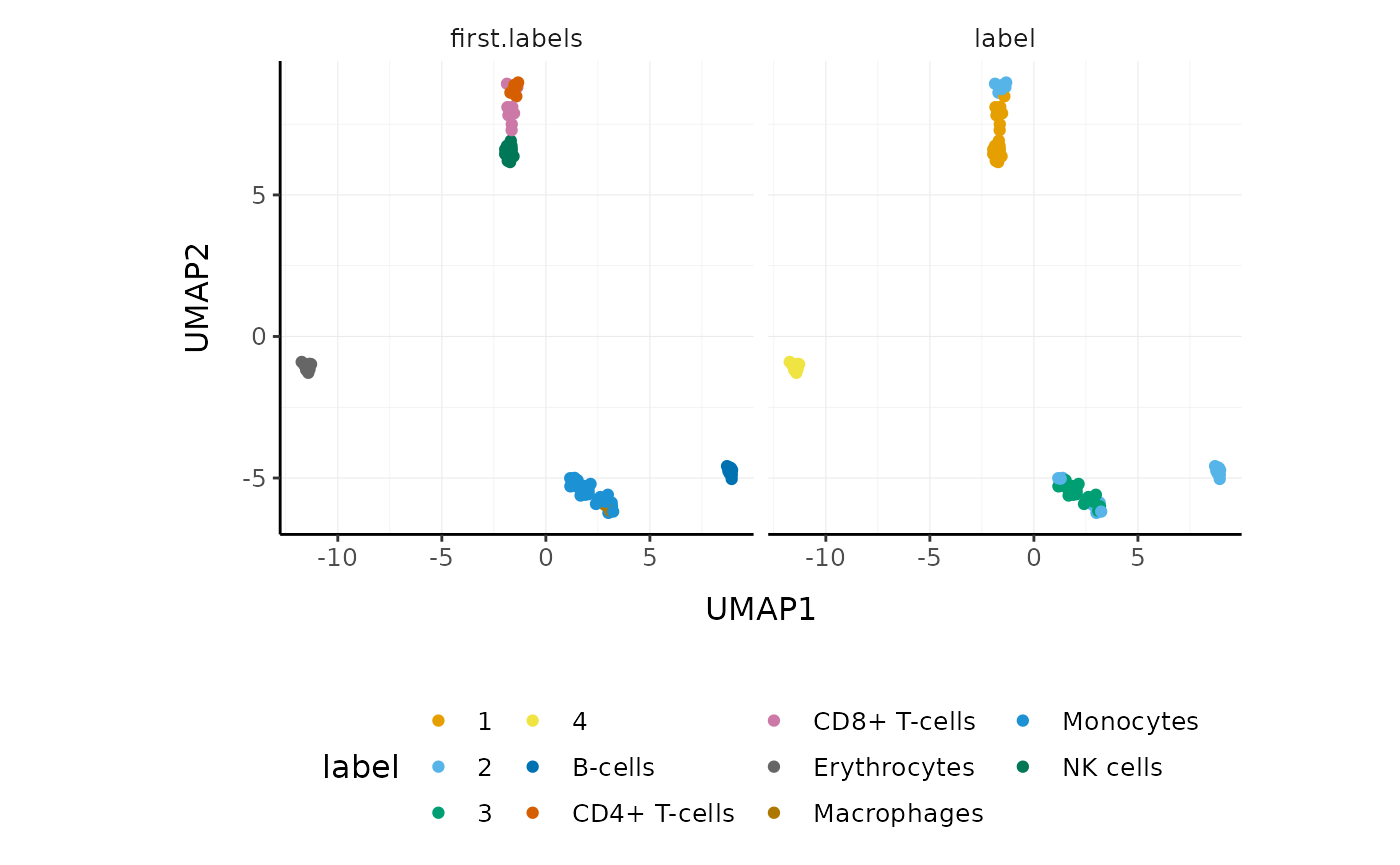 first.labels label
UMAP2
5
0
-5
-10 -5 0 5 -10 -5 0 5
UMAP1
label
1 4 CD8+ T-cells Monocytes
2 B-cells Erythrocytes NK cells
3 CD4+ T-cells Macrophages